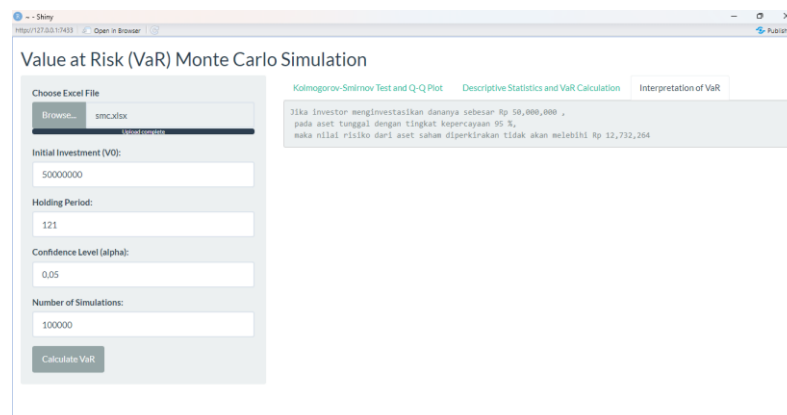 ~ - Shiny
http://127.0.0.1:7433 Open in Browser
Publish
Value at Risk (VaR) Monte Carlo Simulation
Choose Excel File
Browse... smc.xlsx
Upload complete
Initial Investment (V0):
50000000
Holding Period:
121
Confidence Level (alpha):
0,05
Number of Simulations:
100000
Calculate VaR
Kolmogorov-Smirnov Test and Q-Q Plot Descriptive Statistics and VaR Calculation Interpretation of VaR
Jika investor menginvestasikan dananya sebesar Rp 50,000,000 ,
pada aset tunggal dengan tingkat kepercayaan 95 %,
maka nilai risiko dari aset saham diperkirakan tidak akan melebihi Rp 12,732,264